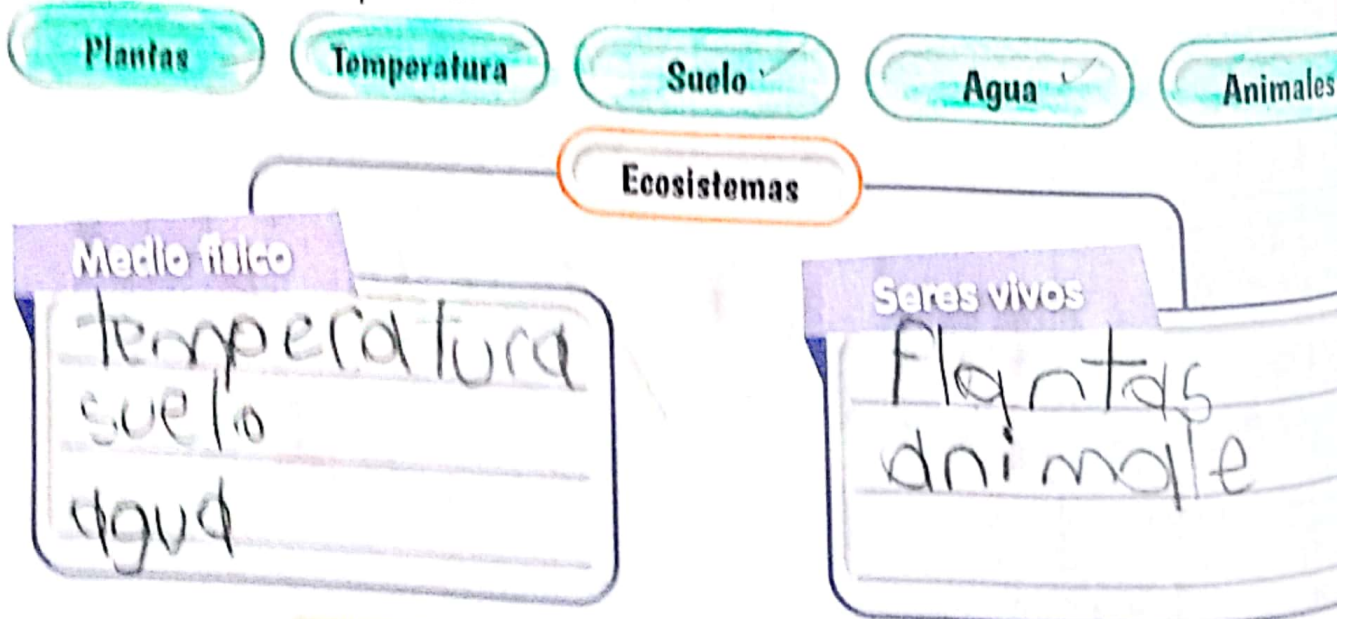 Plantas
Temperatura
Suelo
Agua
Animales
Ecosistemas
Medio físico
temperatura
suelo
agua
Seres vivos
Plantas
animale